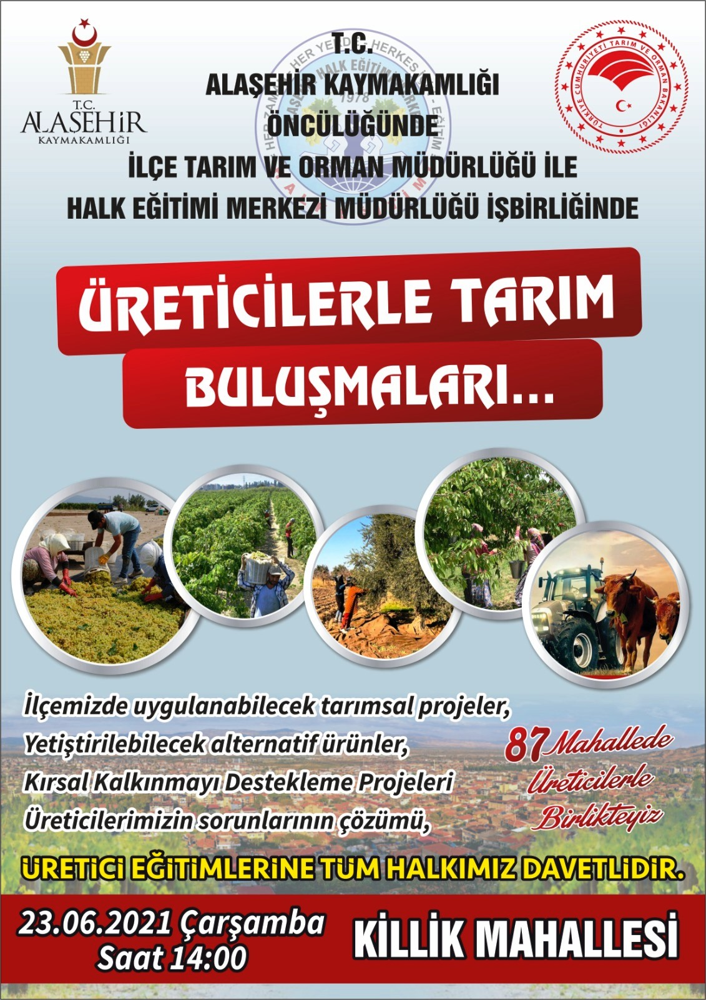 T.C.
ALAŞEHİR
KAYMAKAMLIĞI
TÜRKİYE CUMHURİYETİ TARIM VE ORMAN BAKANLIĞI
1978
T.C.
ALAŞEHİR KAYMAKAMLIĞI
ÖNCÜLÜĞÜNDE
İLÇE TARIM VE ORMAN MÜDÜRLÜĞÜ İLE
HALK EĞİTİMİ MERKEZİ MÜDÜRLÜĞÜ İŞBİRLİĞİNDE
ÜRETİCİLERLE TARIM
BULUŞMALARI...
İlçemizde uygulanabilecek tarımsal projeler,
Yetiştirilebilecek alternatif ürünler,
Kırsal Kalkınmayı Destekleme Projeleri
Üreticilerimizin sorunlarının çözümü,
87 Mahallede
Üreticilerle
Birlikteyiz
ÜRETİCİ EĞİTİMLERİNE TÜM HALKIMIZ DAVETLİDİR.
23.06.2021 Çarşamba
Saat 14:00
KİLLİK MAHALLESİ